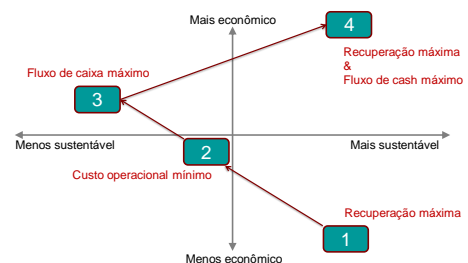 Mais econômico
4
Recuperação máxima
&
Fluxo de cash máximo
Fluxo de caixa máximo
3
Menos sustentável
Mais sustentável
2
Custo operacional mínimo
Recuperação máxima
1
Menos econômico